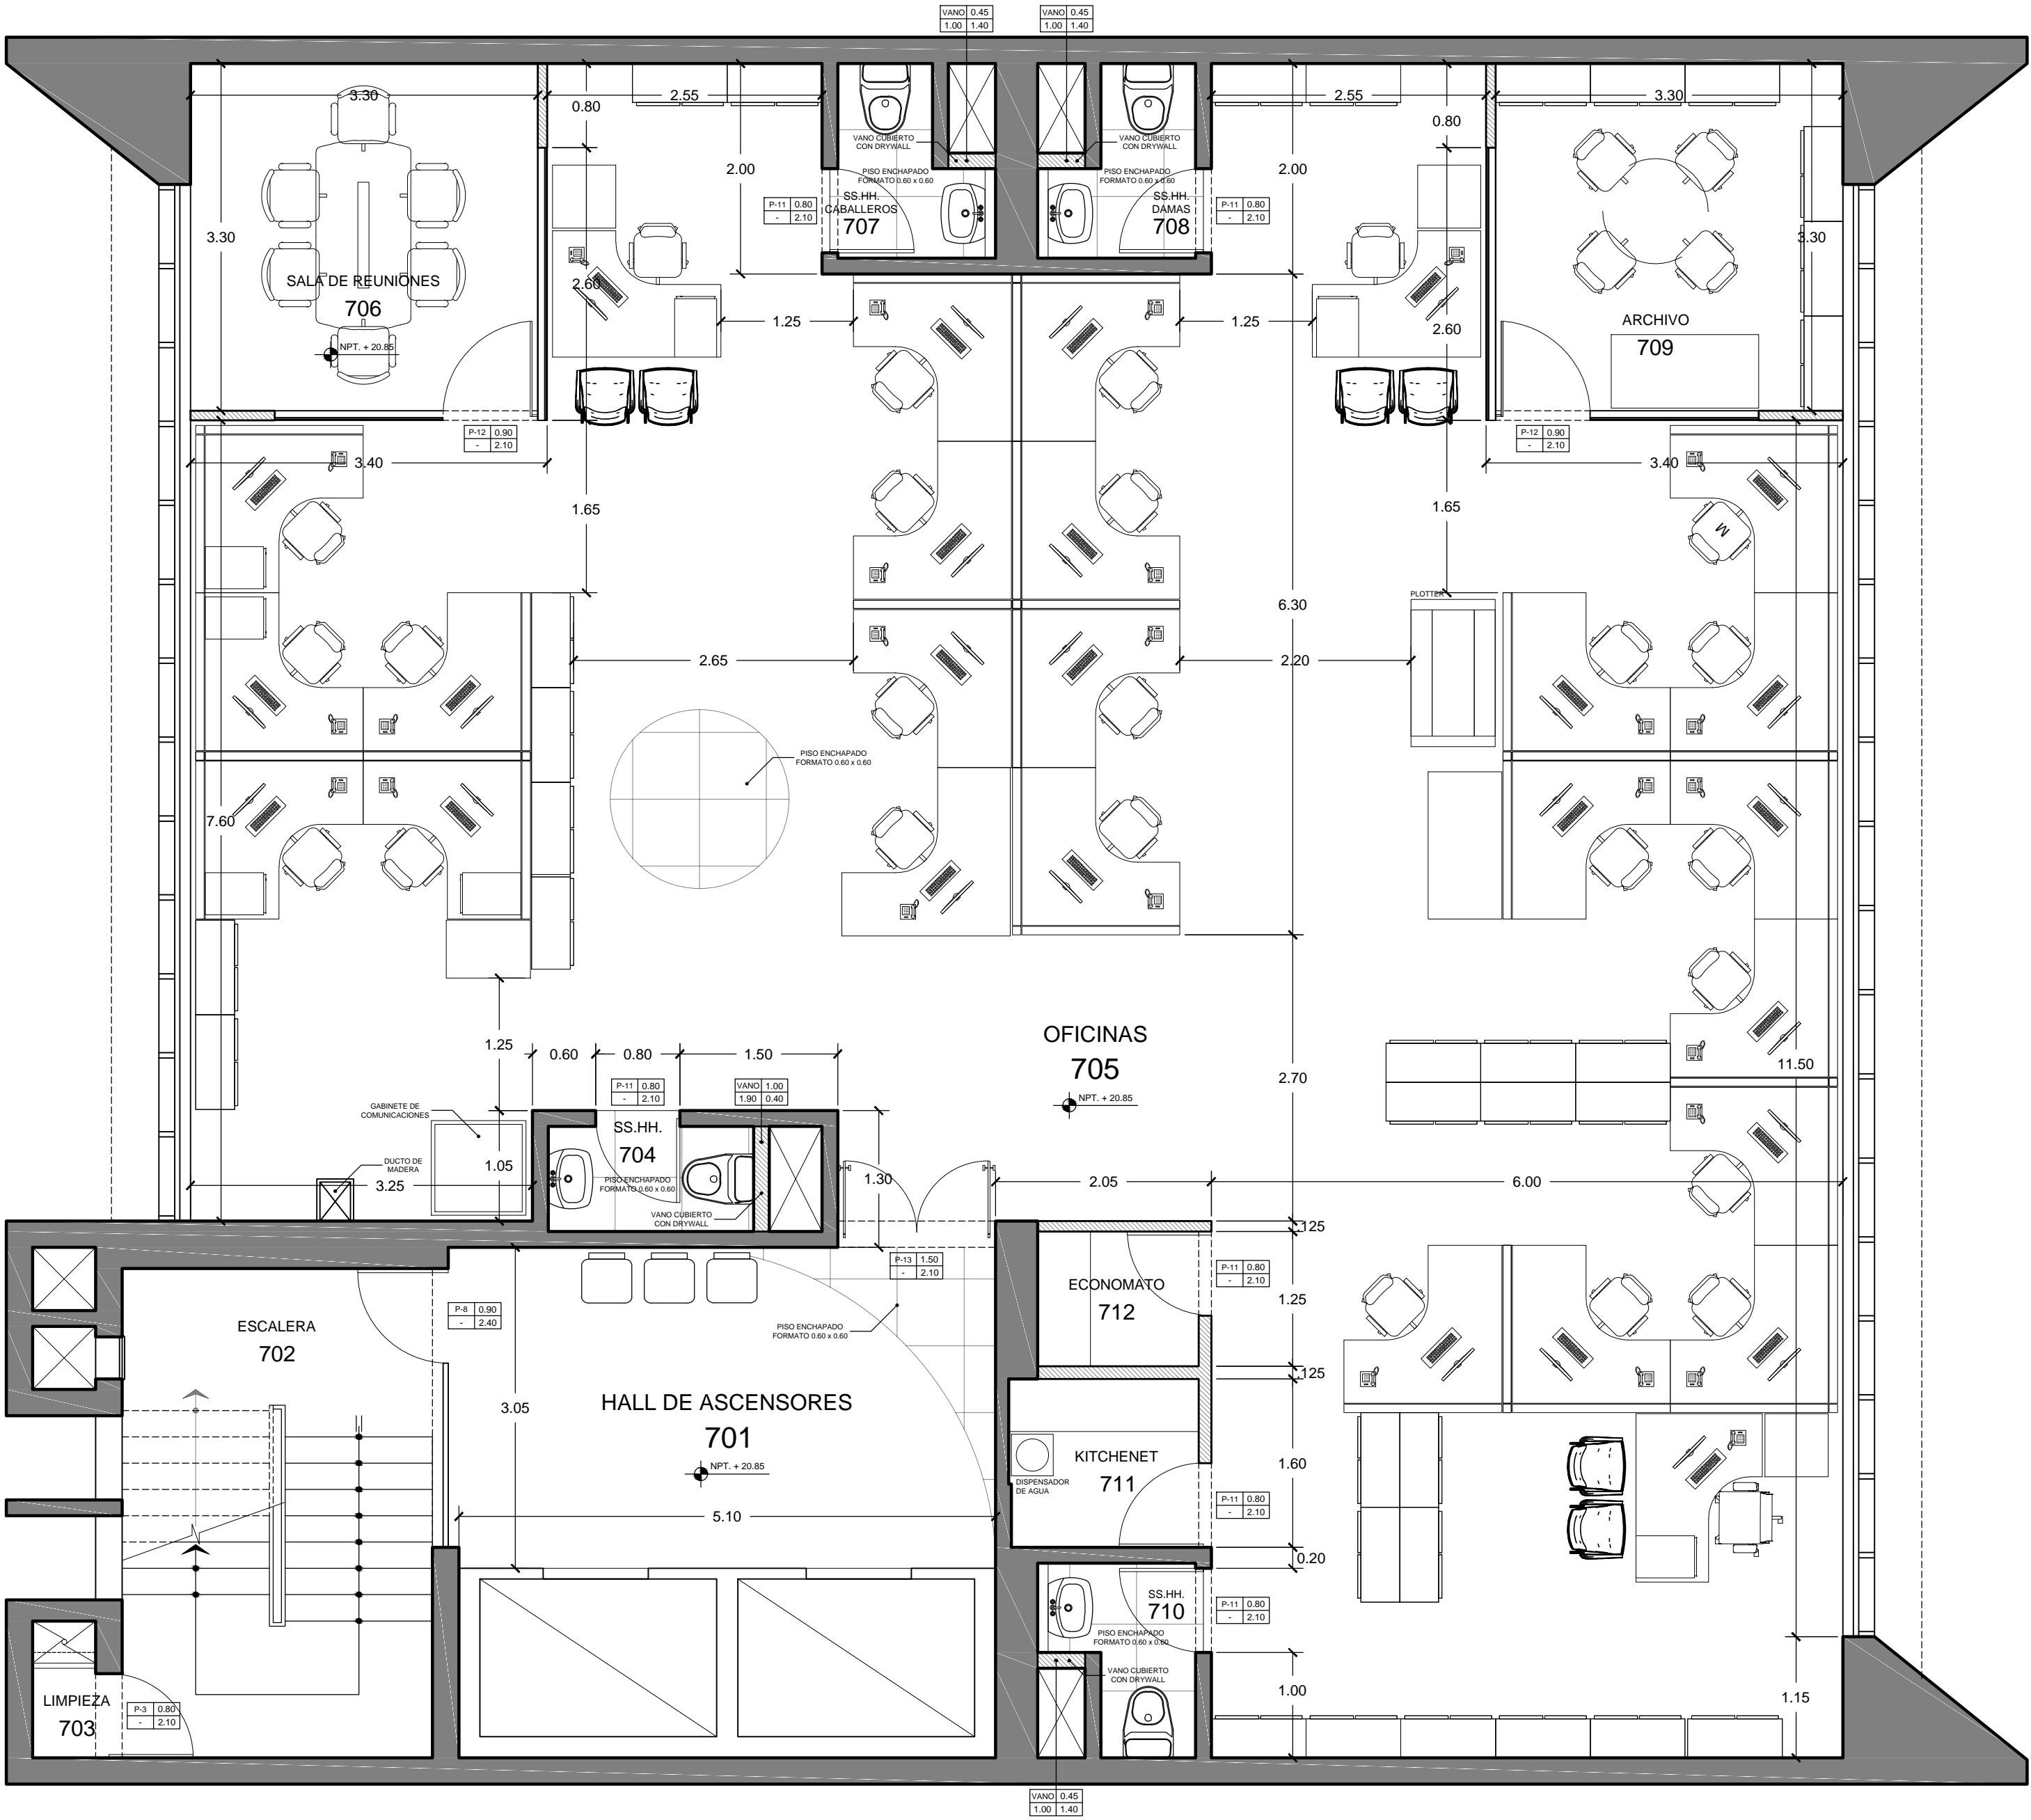 VANO 0.45
1.00 1.40
VANO 0.45
1.00 1.40
3.30
0.80
2.55
2.55
0.80
3.30
VANO CUBIERTO
CON DRYWALL
VANO CUBIERTO
CON DRYWALL
2.00
PISO ENCHAPADO
FORMATO 0.60 x 0.60
PISO ENCHAPADO
FORMATO 0.60 x 0.60
2.00
P-11 0.80
- 2.10
SS.HH.
CABALLEROS
707
SS.HH.
DAMAS
708
P-11 0.80
- 2.10
3.30
3.30
SALA DE REUNIONES
706
NPT. + 20.85
2.60
1.25
1.25
2.60
ARCHIVO
709
P-12 0.90
- 2.10
P-12 0.90
- 2.10
3.40
3.40
1.65
1.65
M
PLOTTER
6.30
2.65
2.20
PISO ENCHAPADO
FORMATO 0.60 x 0.60
7.60
OFICINAS
705
NPT. + 20.85
1.25
0.60
0.80
1.50
2.70
11.50
P-11 0.80
- 2.10
VANO 1.00
1.90 0.40
GABINETE DE
COMUNICACIONES
SS.HH.
704
PISO ENCHAPADO
FORMATO 0.60 x 0.60
DUCTO DE
MADERA
1.05
3.25
1.30
2.05
6.00
VANO CUBIERTO
CON DRYWALL
.125
P-13 1.50
- 2.10
P-11 0.80
- 2.10
ECONOMATO
712
1.25
P-8 0.90
- 2.40
ESCALERA
702
PISO ENCHAPADO
FORMATO 0.60 x 0.60
.125
HALL DE ASCENSORES
701
NPT. + 20.85
3.05
KITCHENET
711
DISPENSADOR
DE AGUA
1.60
P-11 0.80
- 2.10
5.10
0.20
SS.HH.
710
P-11 0.80
- 2.10
PISO ENCHAPADO
FORMATO 0.60 x 0.60
VANO CUBIERTO
CON DRYWALL
1.00
1.15
LIMPIEZA
703
P-3 0.80
- 2.10
VANO 0.45
1.00 1.40